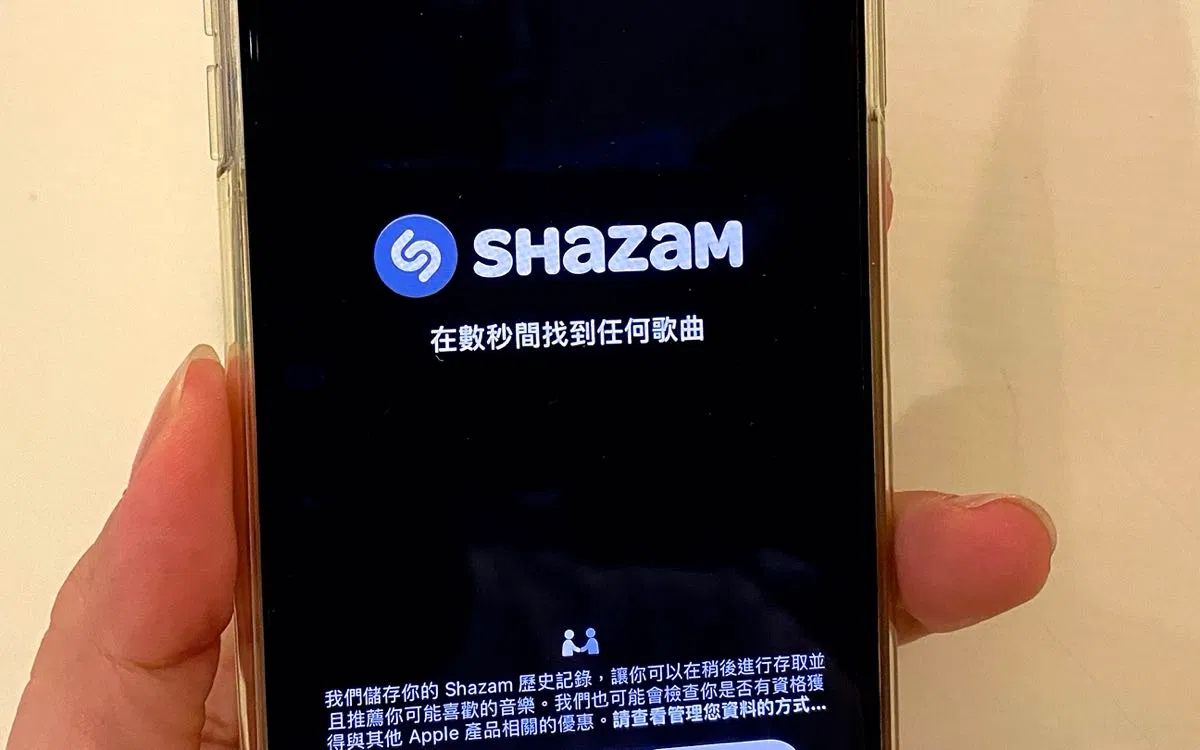 SHAZAM
在數秒間找到任何歌曲
我們儲存你的 Shazam 歷史記錄，讓你可以在稍後進行存取並
且推薦你可能喜歡的音樂。我們也可能會檢查你是否有資格獲
得與其他 Apple 產品相關的優惠。請查看管理您資料的方式...